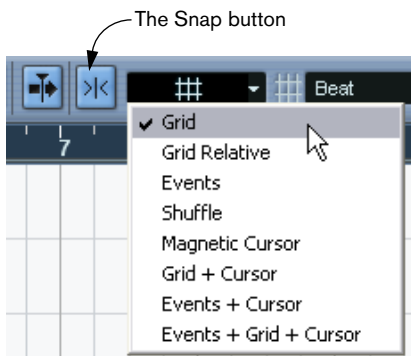 The Snap button
Beat
7
Grid
Grid Relative
Events
Shuffle
Magnetic Cursor
Grid + Cursor
Events + Cursor
Events + Grid + Cursor